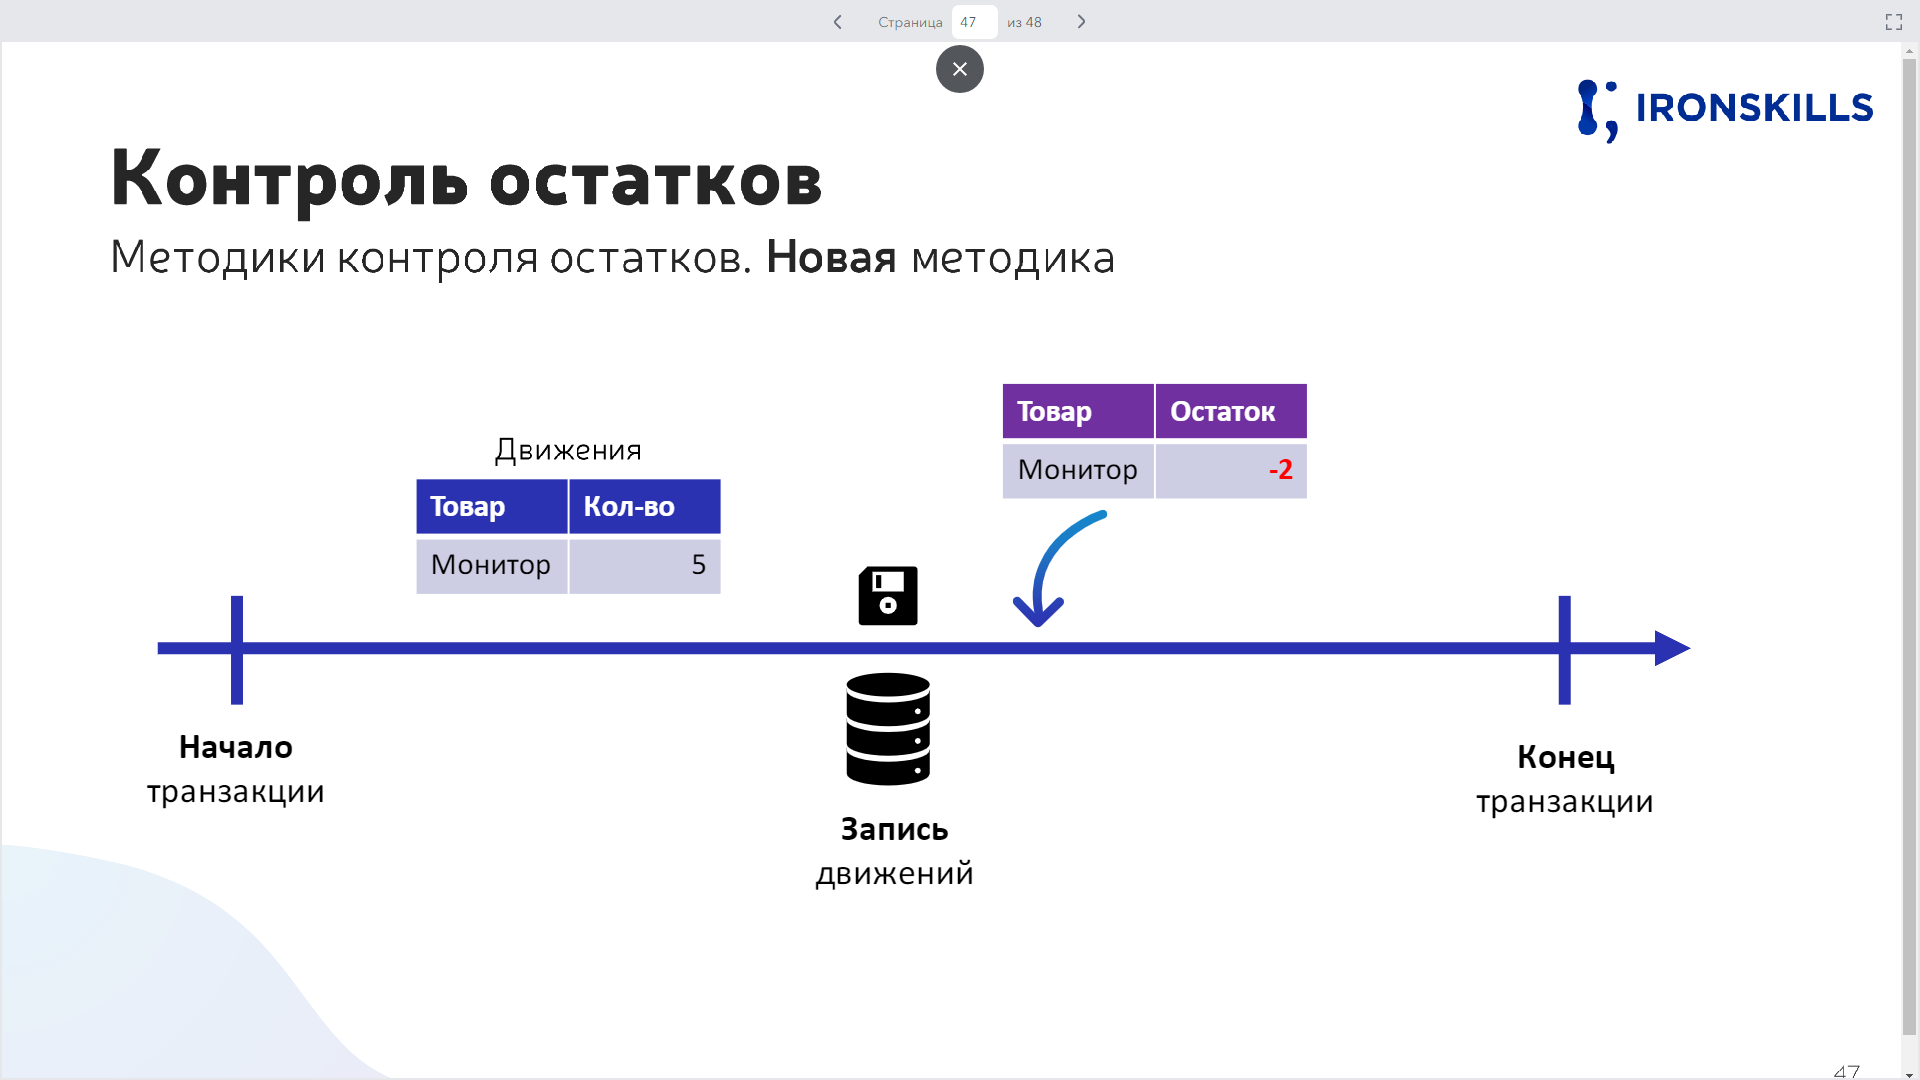 Страница 47 из 48
IRONSKILLS
Контроль остатков
Методики контроля остатков. Новая методика
Товар Остаток
Монитор -2
Движения
Товар Кол-во
Монитор 5
Начало
транзакции
Запись
движений
Конец
транзакции
47